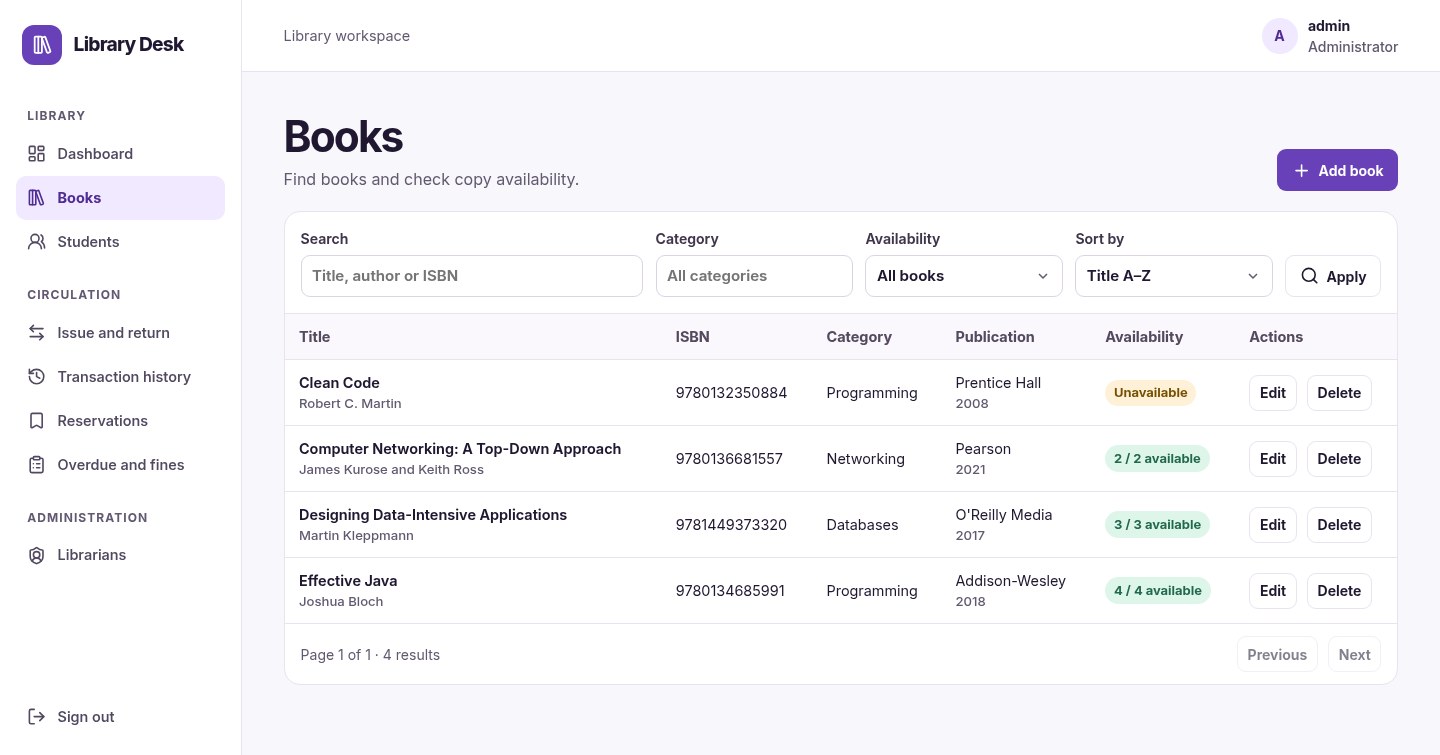 Library Desk
LIBRARY
Dashboard
Books
Students
CIRCULATION
Issue and return
Transaction history
Reservations
Overdue and fines
ADMINISTRATION
Librarians
Sign out
Library workspace
A
admin
Administrator
Books
Find books and check copy availability.
Add book
Search Category Availability Sort by
Title, author or ISBN All categories All books Title A–Z Apply
Title ISBN Category Publication Availability Actions
Clean Code
Robert C. Martin
9780132350884 Programming
Prentice Hall
2008
Unavailable Edit Delete
Computer Networking: A Top-Down Approach
James Kurose and Keith Ross
9780136681557 Networking
Pearson
2021
2 / 2 available Edit Delete
Designing Data-Intensive Applications
Martin Kleppmann
9781449373320 Databases
O'Reilly Media
2017
3 / 3 available Edit Delete
Effective Java
Joshua Bloch
9780134685991 Programming
Addison-Wesley
2018
4 / 4 available Edit Delete
Page 1 of 1 · 4 results
Previous Next